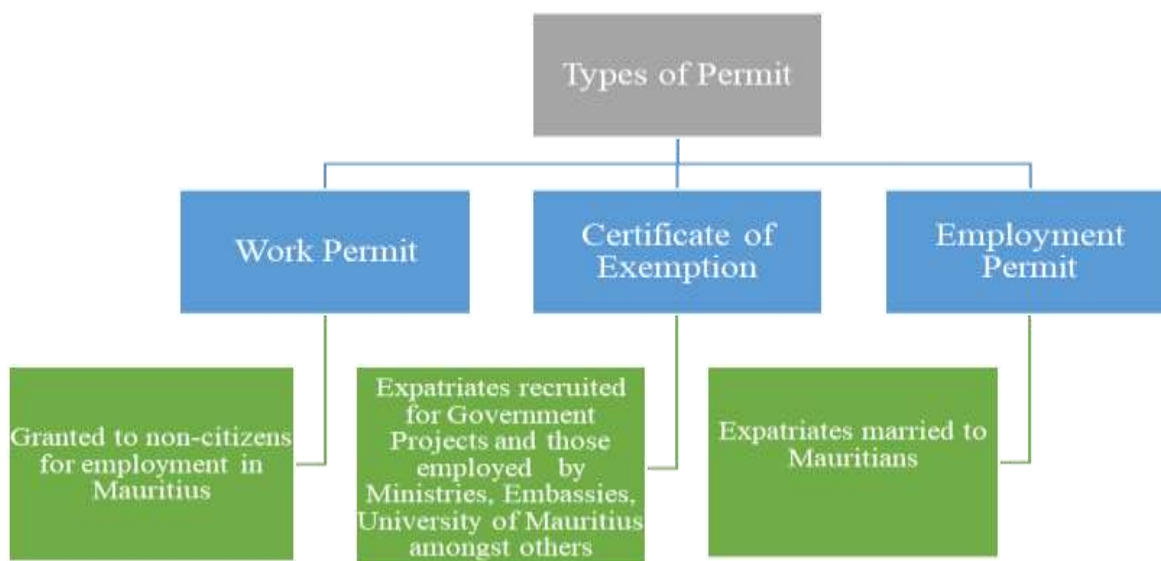 Types of Permit
Work Permit
Certificate of
Exemption
Employment
Permit
Granted to non-citizens
for employment in
Mauritius
Expatriates recruited
for Government
Projects and those
employed by
Ministries, Embassies,
University of Mauritius
amongst others
Expatriates married to
Mauritians